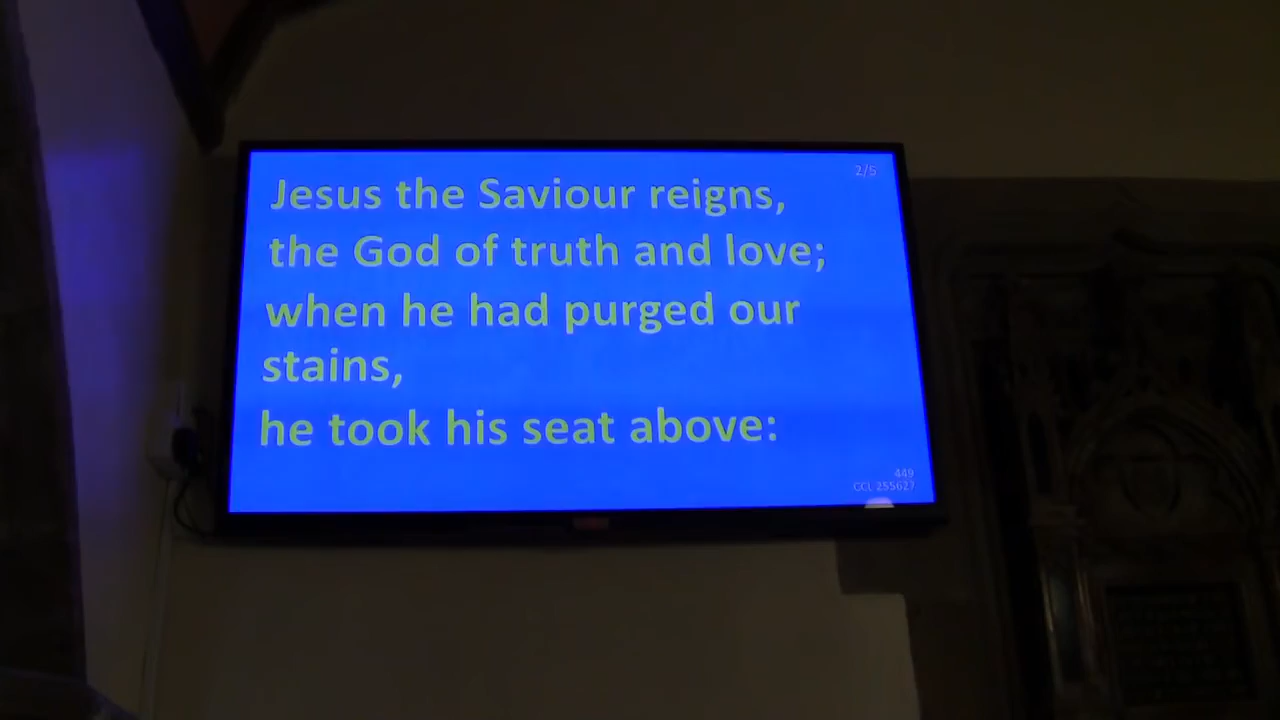 2/5
Jesus the Saviour reigns,
the God of truth and love;
when he had purged our
stains,
he took his seat above:
449
CCL 255627